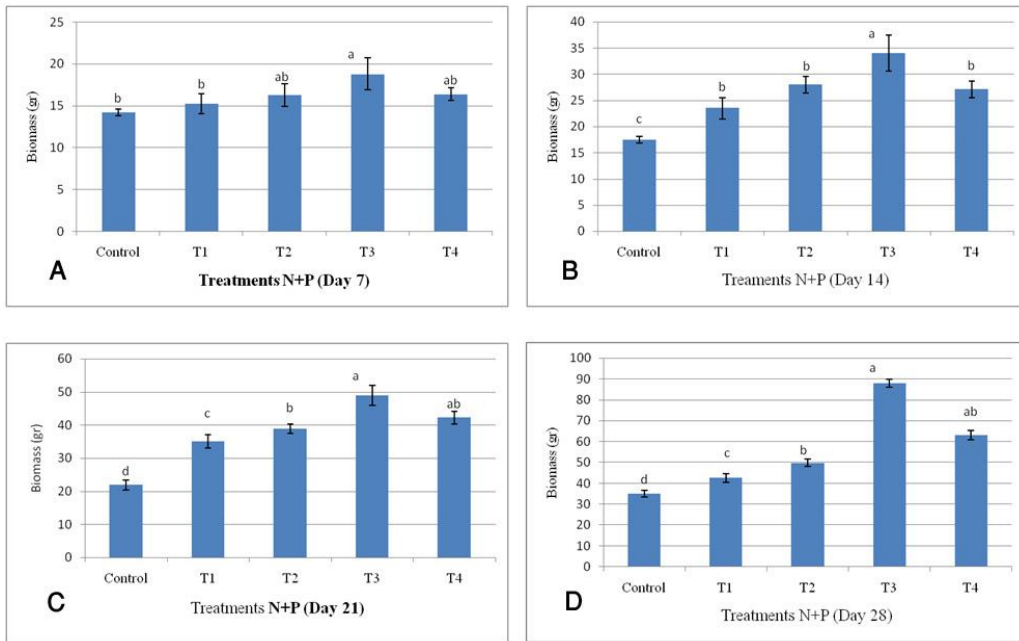 25
20
15
10
5
0
Biomass (gr)
b
b
ab
a
ab
Control T1 T2 T3 T4
A
Treatments N+P (Day 7)
40
35
30
25
20
15
10
5
0
Biomass (gr)
c
b
b
a
b
Control T1 T2 T3 T4
B
Treaments N+P (Day 14)
60
50
40
30
20
10
0
Biomass (gr)
d
c
b
a
ab
Control T1 T2 T3 T4
C
Treatments N+P (Day 21)
100
90
80
70
60
50
40
30
20
10
0
Biomass (gr)
d
c
b
a
ab
Control T1 T2 T3 T4
D
Treatments N+P (Day 28)